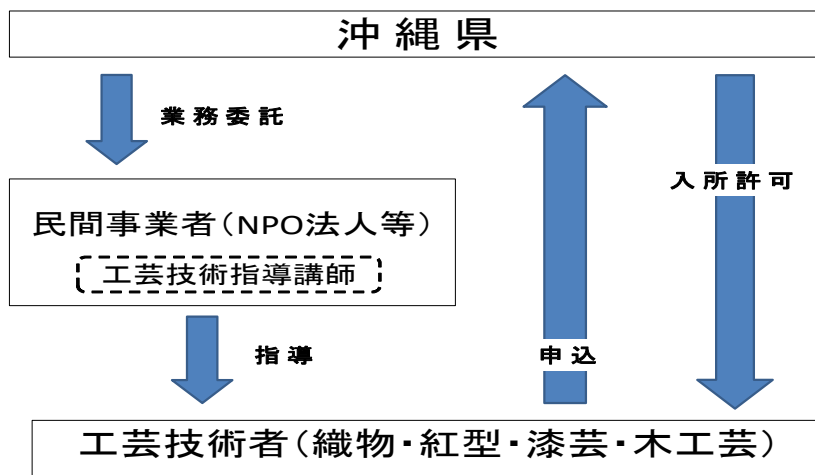 沖縄県
業務委託
入所許可
民間事業者(NPO法人等)
工芸技術指導講師
指導
申込
工芸技術者(織物・紅型・漆芸・木工芸)